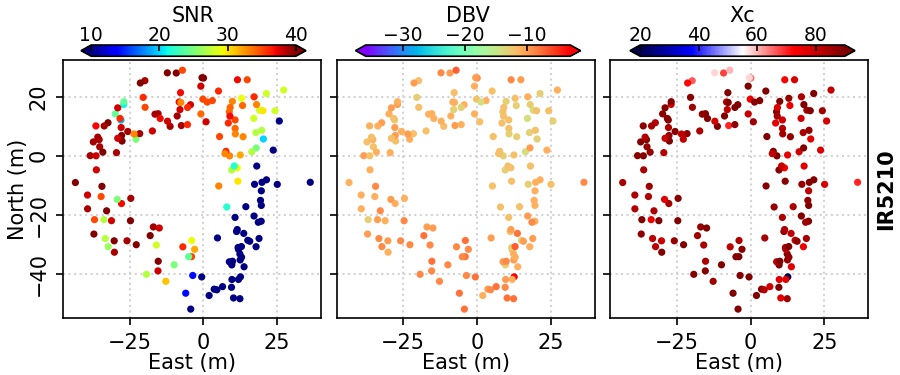 SNR DBV Xc
10 20 30 40 −30 −20 −10 20 40 60 80
20
0
−20
−40
North (m)
IR5210
−25 0 25 −25 0 25 −25 0 25
East (m) East (m) East (m)